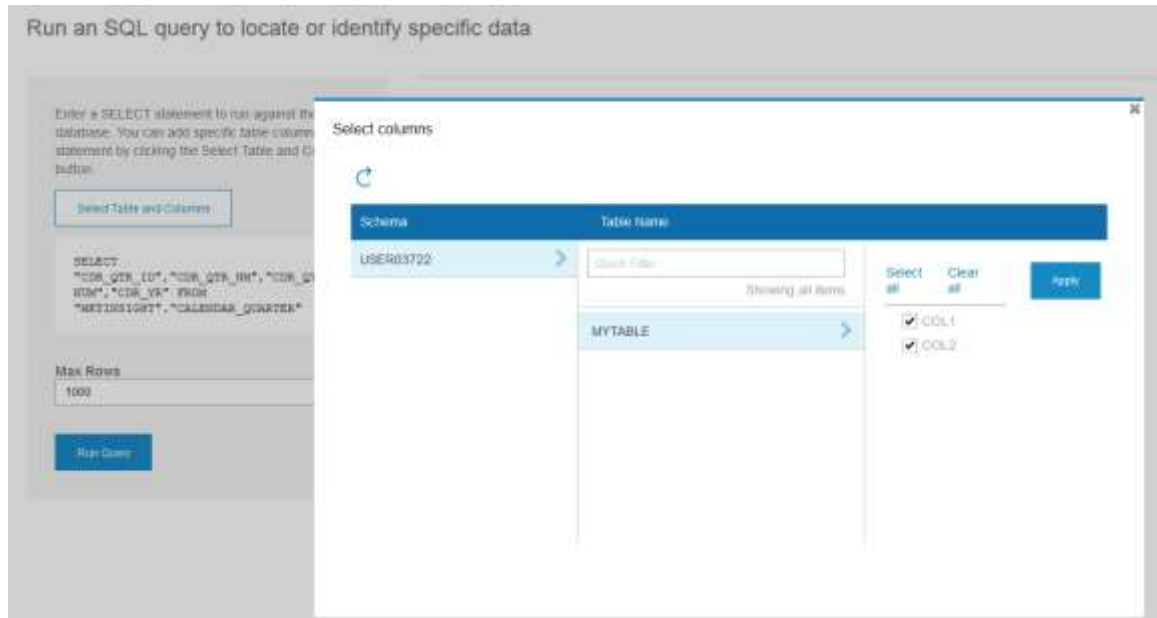 Run an SQL query to locate or identify specific data
Enter a SELECT statement to run against the
database. You can add specific table column
statement by clicking the Select Table and Co
button.
Select Table and Columns
SELECT
"CDR_QTR_ID","CDR_QTR_NM","CDR_QT
NUM","CDR_YR" FROM
"MKTINSIGHT"."CALENDAR_QUARTER"
Max Rows
1000
Run Query
Select columns
Schema Table Name
USER03722
Quick Filter
Showing all items
MYTABLE
Select all
Clear all
Apply
COL1
COL2